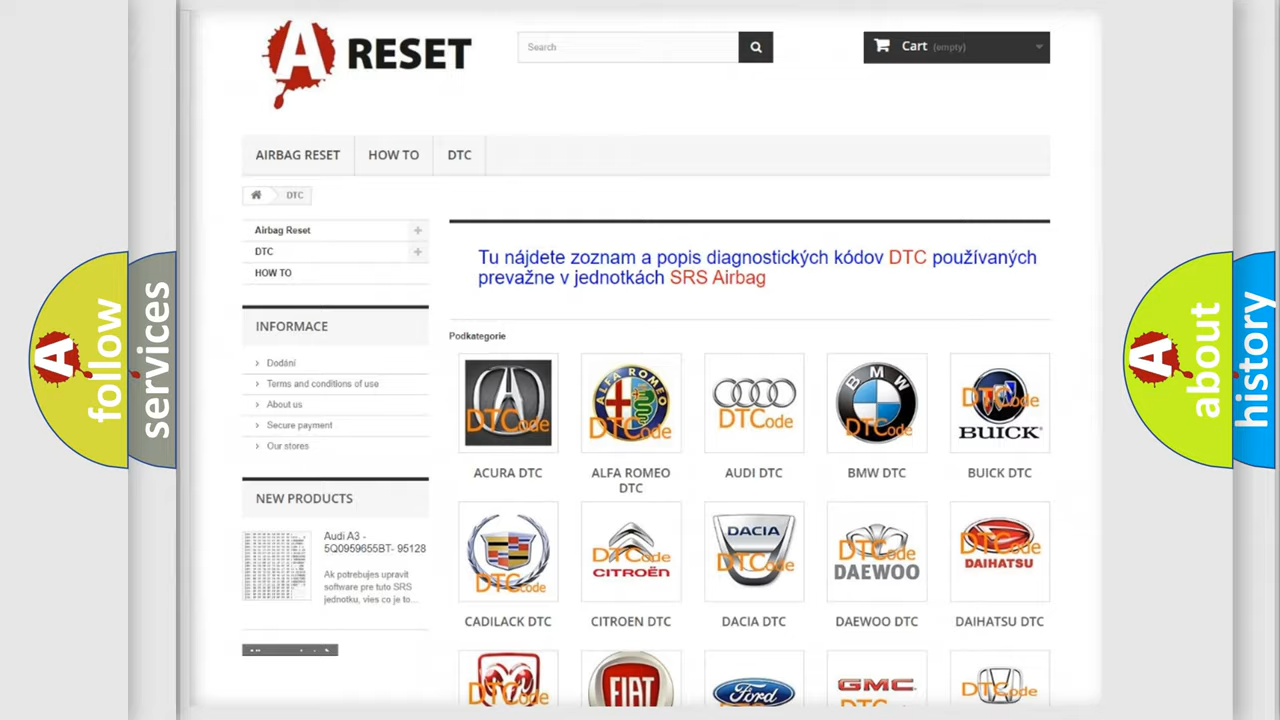 A RESET
Search
Cart (empty)
AIRBAG RESET
HOW TO
DTC
DTC
Airbag Reset
DTC
HOW TO
INFORMACE
Dodání
Terms and conditions of use
About us
Secure payment
Our stores
NEW PRODUCTS
Audi A3 -
5Q0959655BT- 95128
Ak potrebujes upravit
software pre tuto SRS
jednotku, vies co je to...
Tu nájdete zoznam a popis diagnostických kódov DTC používaných
prevažne v jednotkách SRS Airbag
Podkategorie
DTCode
ALFA ROMEO
DTCode
DTCode
BMW
DTCode
DTCode
BUICK
ACURA DTC
ALFA ROMEO
DTC
AUDI DTC
BMW DTC
BUICK DTC
DTCode
DTCode
CITROËN
DACIA
DTCode
DTCode
DAEWOO
DTCode
DAIHATSU
CADILACK DTC
CITROEN DTC
DACIA DTC
DAEWOO DTC
DAIHATSU DTC
DTCode
FIAT
Ford
GMC
DTCode
A follow
services
A about
history